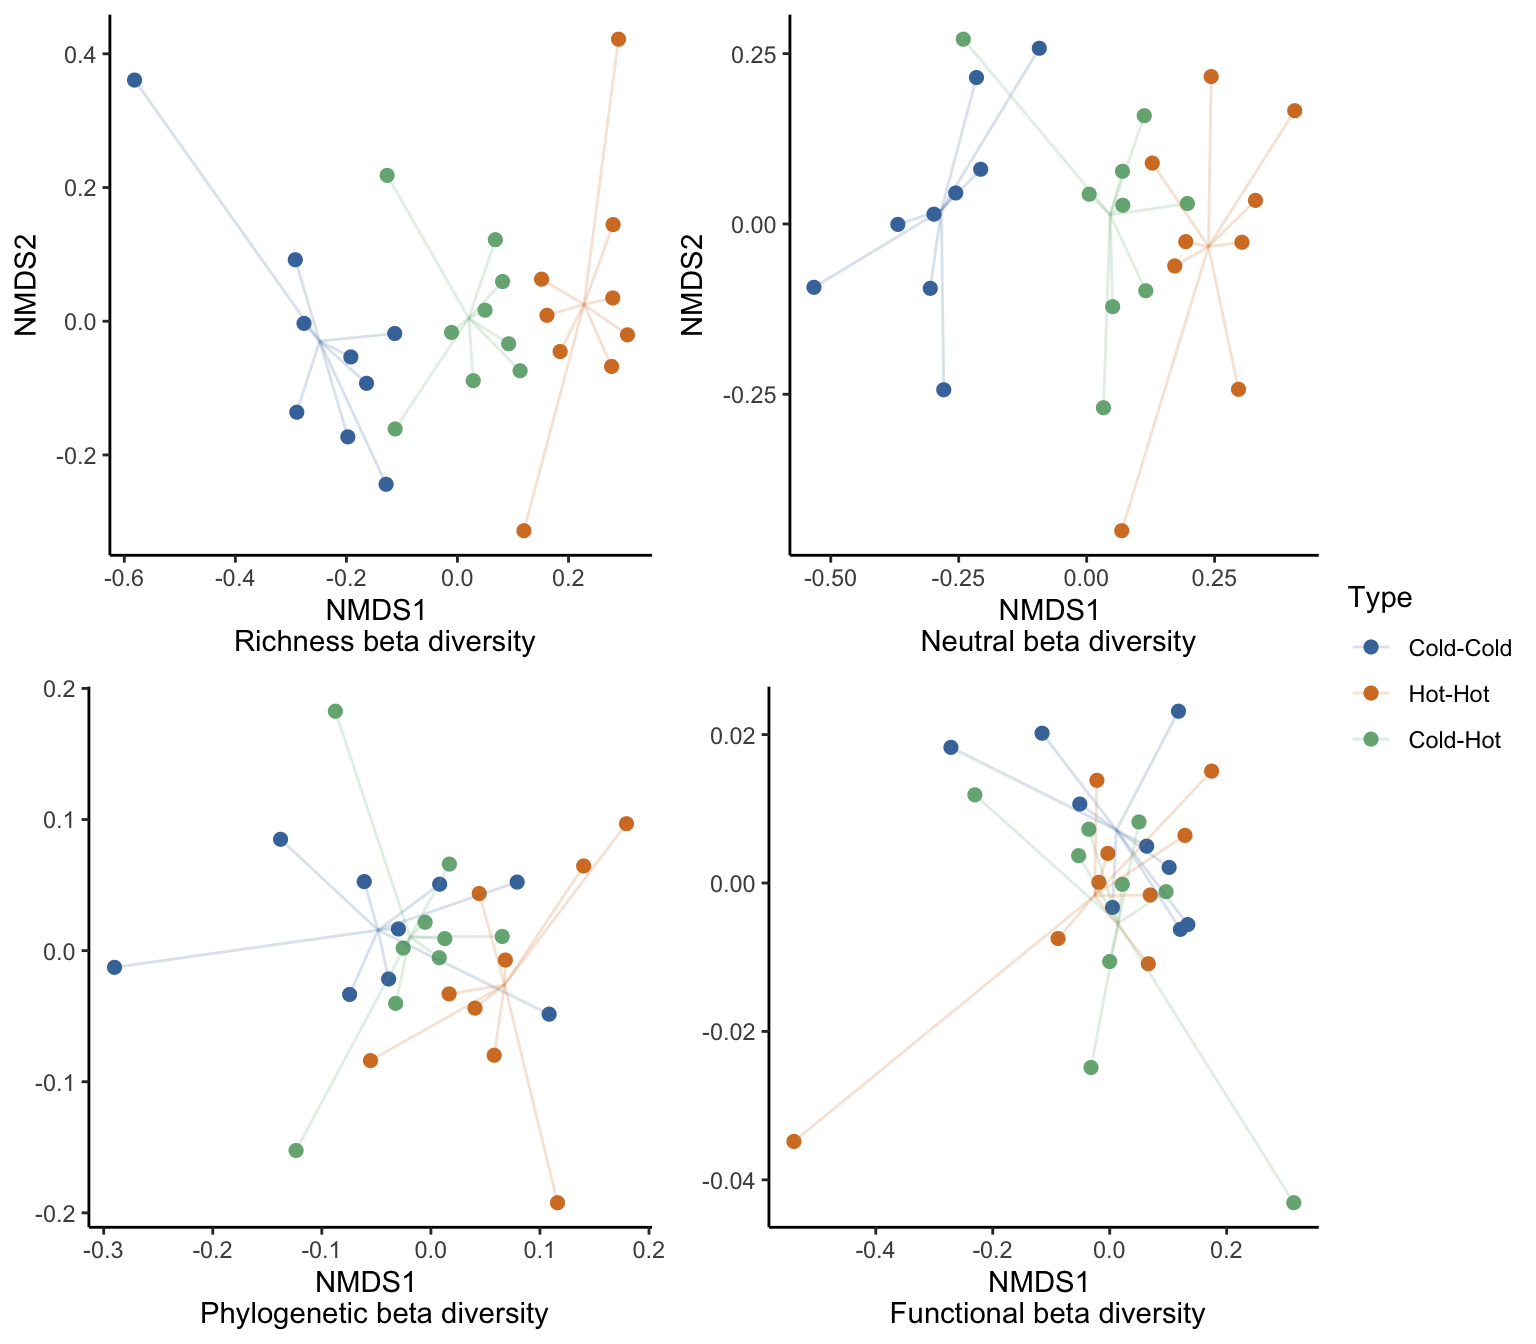 0.4
0.2
0.0
-0.2
NMDS2
-0.6
-0.4
-0.2
0.0
0.2
NMDS1
Richness beta diversity
0.25
0.00
-0.25
NMDS2
-0.50
-0.25
0.00
0.25
NMDS1
Neutral beta diversity
0.2
0.1
0.0
-0.1
-0.2
-0.3
-0.2
-0.1
0.0
0.1
0.2
NMDS1
Phylogenetic beta diversity
0.02
0.00
-0.02
-0.04
-0.4
-0.2
0.0
0.2
NMDS1
Functional beta diversity
Type
Cold-Cold
Hot-Hot
Cold-Hot